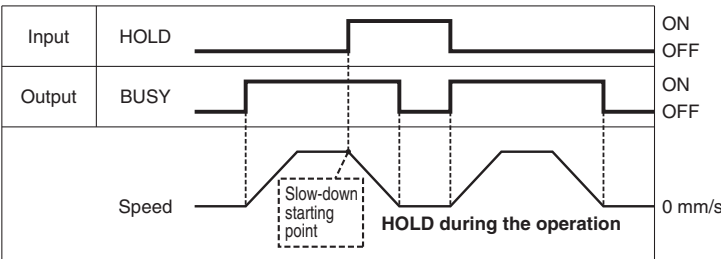 Input HOLD ON
OFF
Output BUSY ON
OFF
Speed 0 mm/s
Slow-down
starting
point
HOLD during the operation